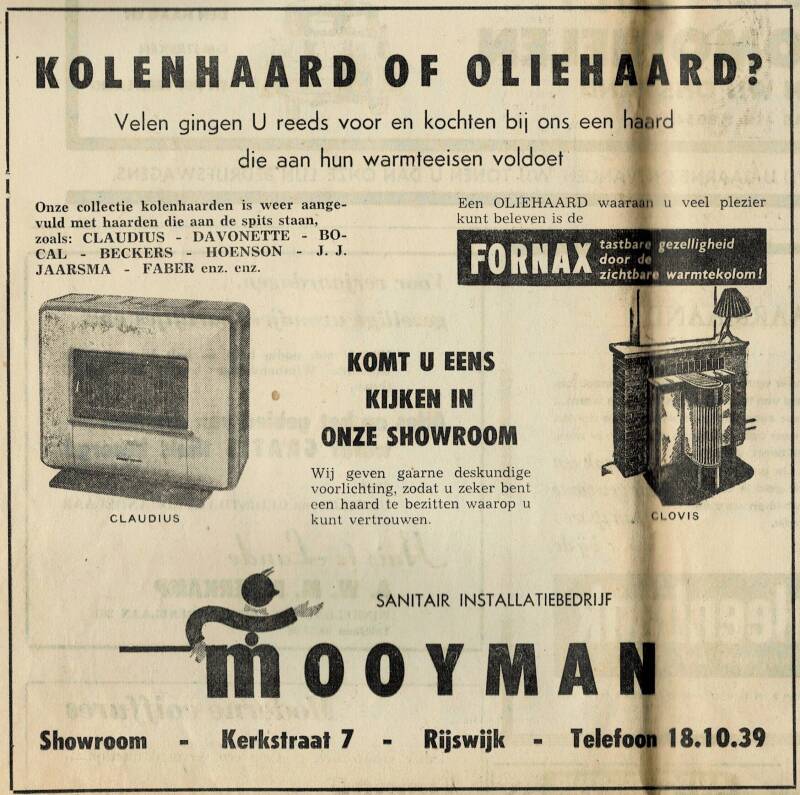 KOLENHAARD OF OLIEHAARD?
Velen gingen U reeds voor en kochten bij ons een haard
die aan hun warmteeisen voldoet
Onze collectie kolenhaarden is weer aange-
vuld met haarden die aan de spits staan,
zoals: CLAUDIUS - DAVONETTE - BO-
CAL - BECKERS - HOENSON - J. J.
JAARSMA - FABER enz. enz.
Een OLIEHAARD waaraan u veel plezier
kunt beleven is de
FORNAX
tastbare gezelligheid
door de
zichtbare warmtekolom!
KOMT U EENS
KIJKEN IN
ONZE SHOWROOM
Wij geven gaarne deskundige
voorlichting, zodat u zeker bent
een haard te bezitten waarop u
kunt vertrouwen.
CLAUDIUS
CLOVIS
SANITAIR INSTALLATIEBEDRIJF
mOOYMAN
Showroom - Kerkstraat 7 - Rijswijk - Telefoon 18.10.39